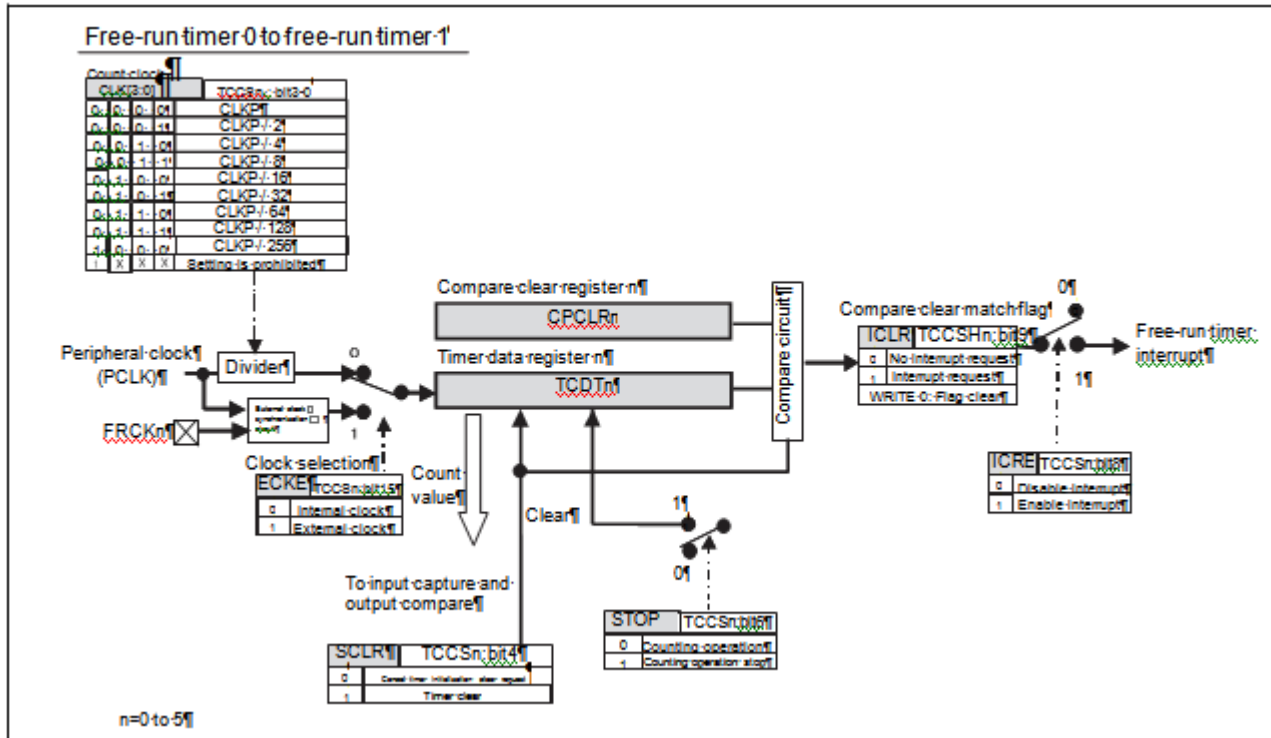 Free-run timer 0 to free-run timer 1
Count clock
CLK[3:0] TCCSn: bit3-0
0 0 0 0 CLKP
0 0 0 1 CLKP / 2
0 0 1 0 CLKP / 4
0 0 1 1 CLKP / 8
0 1 0 0 CLKP / 16
0 1 0 1 CLKP / 32
0 1 1 0 CLKP / 64
0 1 1 1 CLKP / 128
1 0 0 0 CLKP / 256
1 X X X Setting is prohibited
Compare clear register n
CPCLRn
Timer data register n
TCDTn
Compare circuit
Compare clear match flag
ICLR TCCSHn; bit9
0 No interrupt request
1 Interrupt request
WRITE 0: Flag clear
0
1
Free-run timer
interrupt
Peripheral clock
(PCLK)
Divider
0
External clock
synchronization
1
FRCKn
Clock selection
ECKE TCCSn;bit15
0 Internal clock
1 External clock
Count
value
Clear
1
0
ICRE TCCSn;bit8
0 Disable interrupt
1 Enable interrupt
To input capture and
output compare
STOP TCCSn;bit6
0 Counting operation
1 Counting operation stop
SCLR TCCSn; bit4
0
1 Timer clear
n=0 to 5